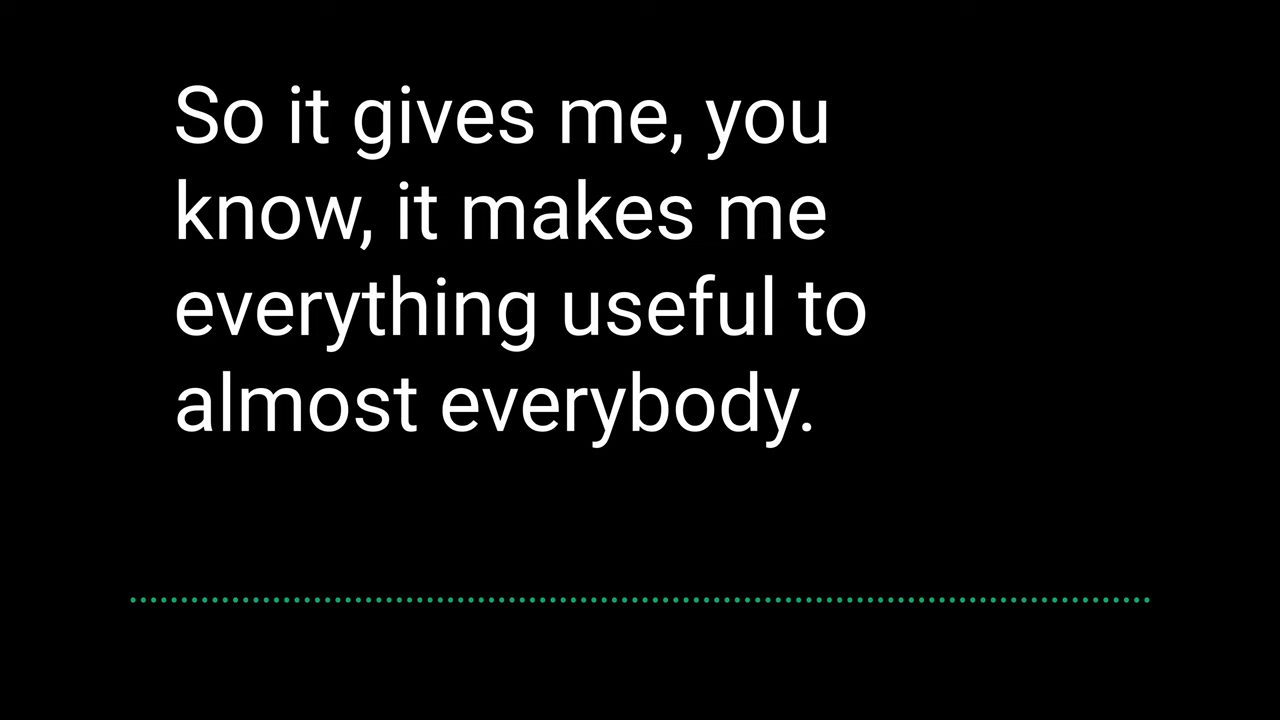 So it gives me, you
know, it makes me
everything useful to
almost everybody.